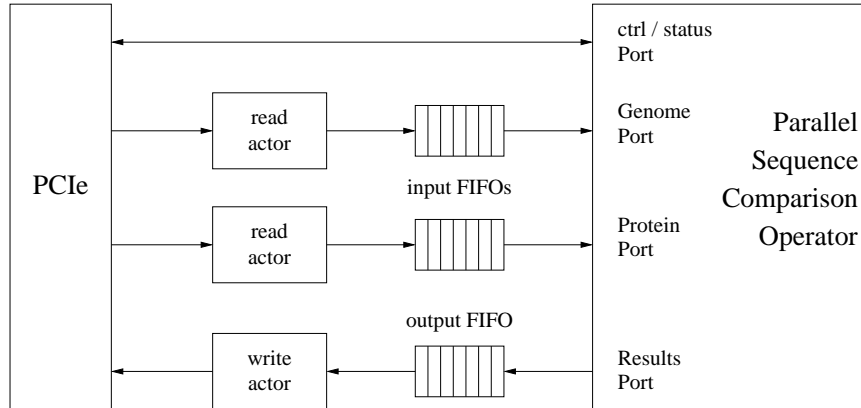 PCIe
ctrl / status
Port
read
actor
Genome
Port
input FIFOs
read
actor
Protein
Port
output FIFO
write
actor
Results
Port
Parallel
Sequence
Comparison
Operator